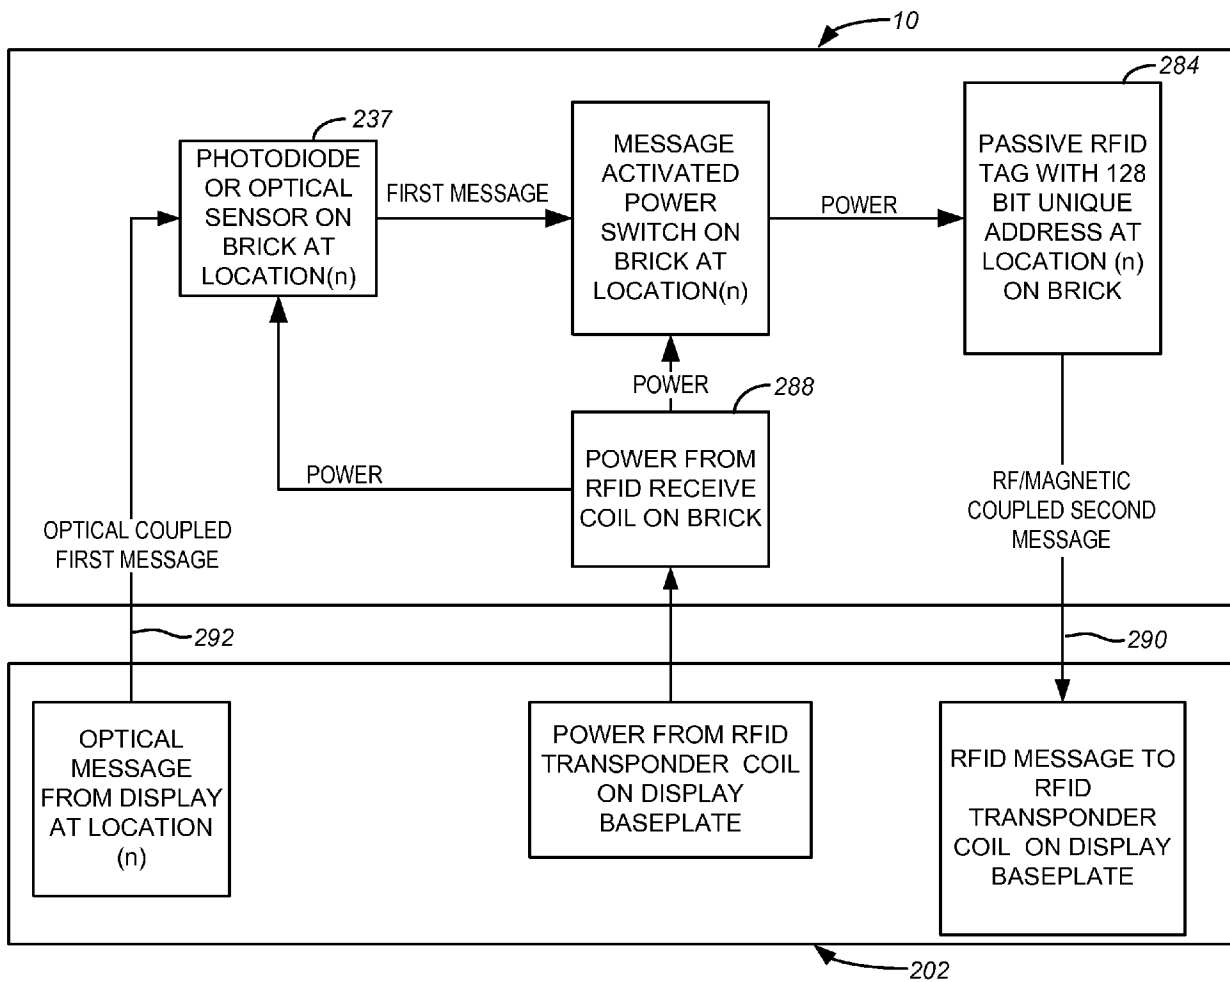 10
284
237
PHOTODIODE
OR OPTICAL
SENSOR ON
BRICK AT
LOCATION(n)
FIRST MESSAGE
MESSAGE
ACTIVATED
POWER
SWITCH ON
BRICK AT
LOCATION(n)
POWER
PASSIVE RFID
TAG WITH 128
BIT UNIQUE
ADDRESS AT
LOCATION (n)
ON BRICK
POWER
288
POWER
POWER FROM
RFID RECEIVE
COIL ON BRICK
OPTICAL COUPLED
FIRST MESSAGE
RF/MAGNETIC
COUPLED SECOND
MESSAGE
292
290
OPTICAL
MESSAGE
FROM DISPLAY
AT LOCATION
(n)
POWER FROM RFID
TRANSPONDER COIL
ON DISPLAY
BASEPLATE
RFID MESSAGE TO
RFID
TRANSPONDER
COIL ON DISPLAY
BASEPLATE
202